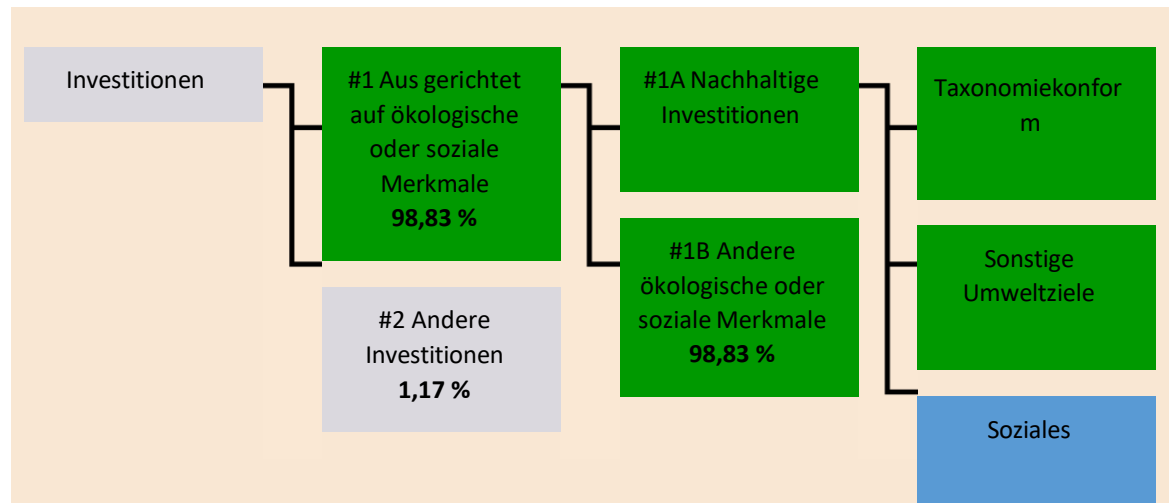 Investitionen
#1 Aus gerichtet
auf ökologische
oder soziale
Merkmale
98,83 %
#2 Andere
Investitionen
1,17 %
#1A Nachhaltige
Investitionen
#1B Andere
ökologische oder
soziale Merkmale
98,83 %
Taxonomiekonfor
m
Sonstige
Umweltziele
Soziales